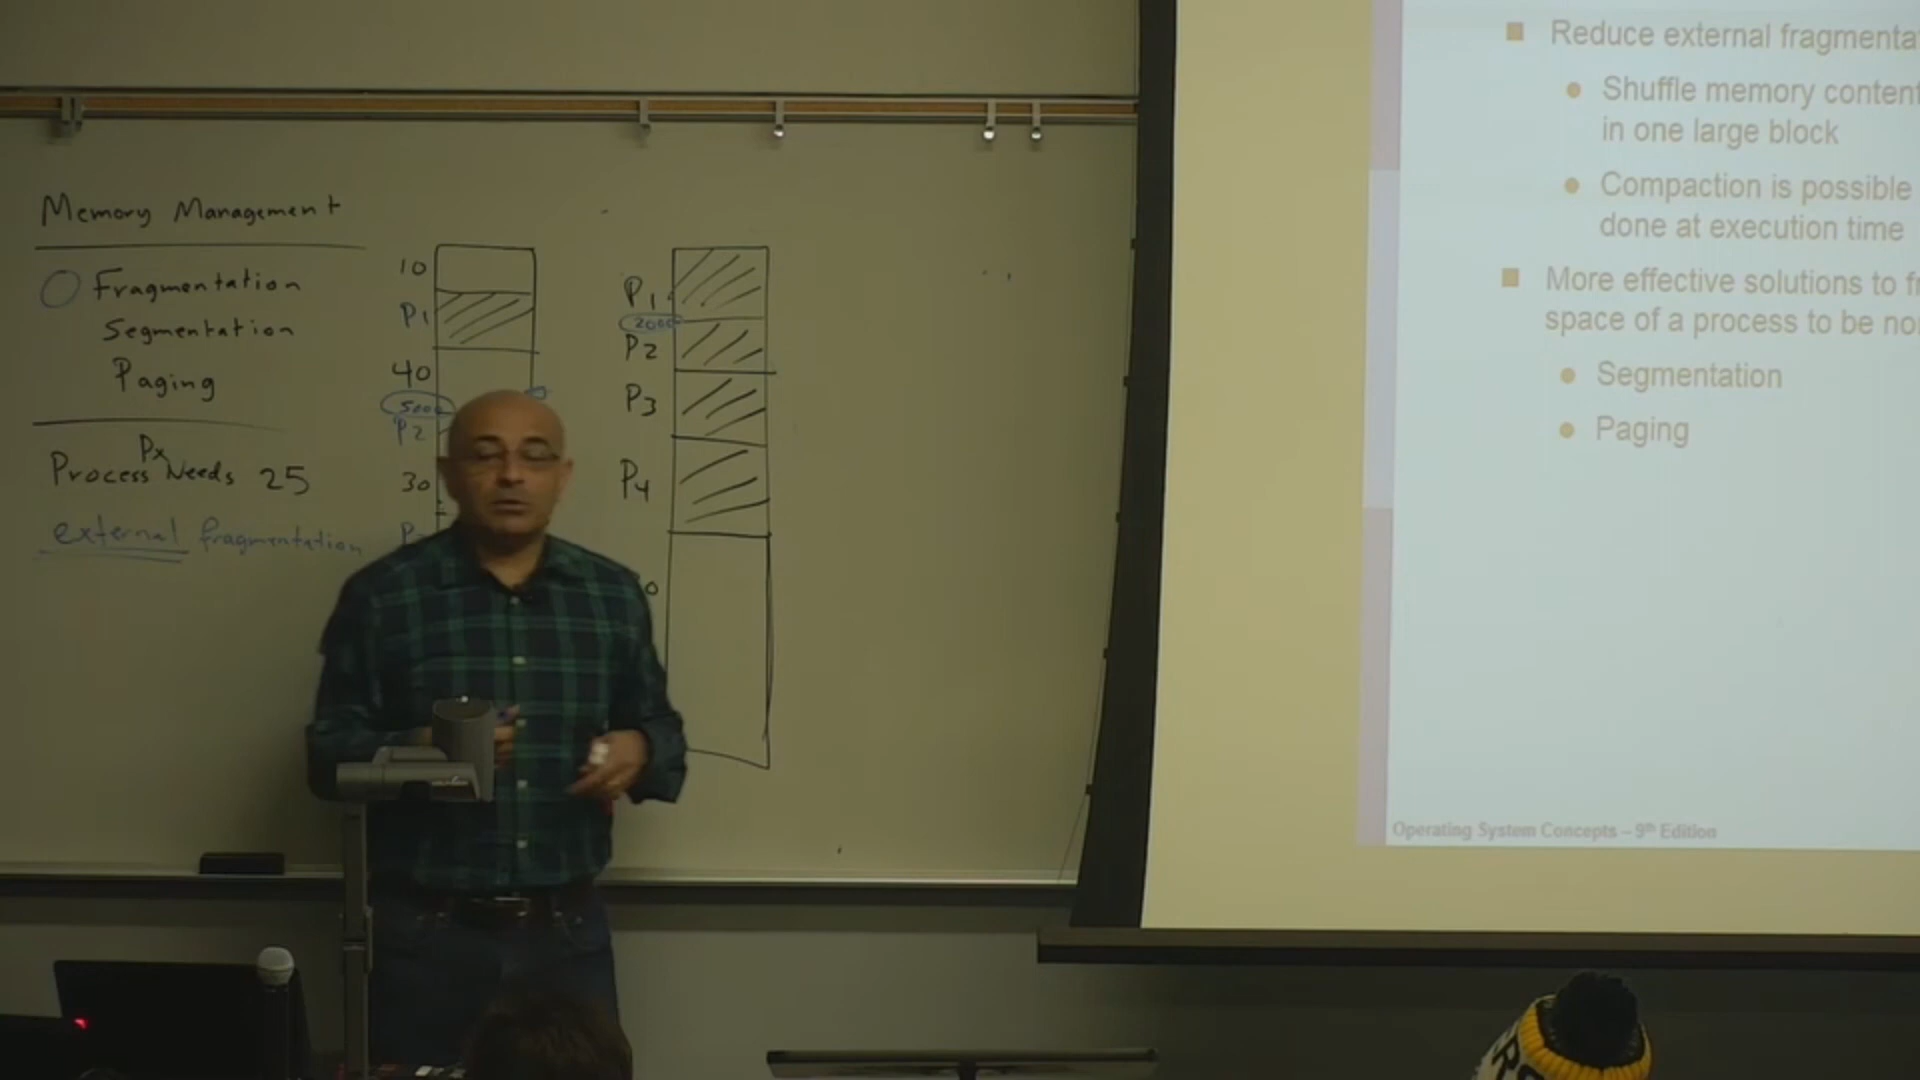 Memory Management
Fragmentation
Segmentation
Paging
Px
Process Needs 25
external fragmentation
10
P1
40
5000
P2
30
P1
2000
P2
P3
P4
Reduce external fragmenta
Shuffle memory content
in one large block
Compaction is possible
done at execution time
More effective solutions to fr
space of a process to be no
Segmentation
Paging
Operating System Concepts – 9th Edition